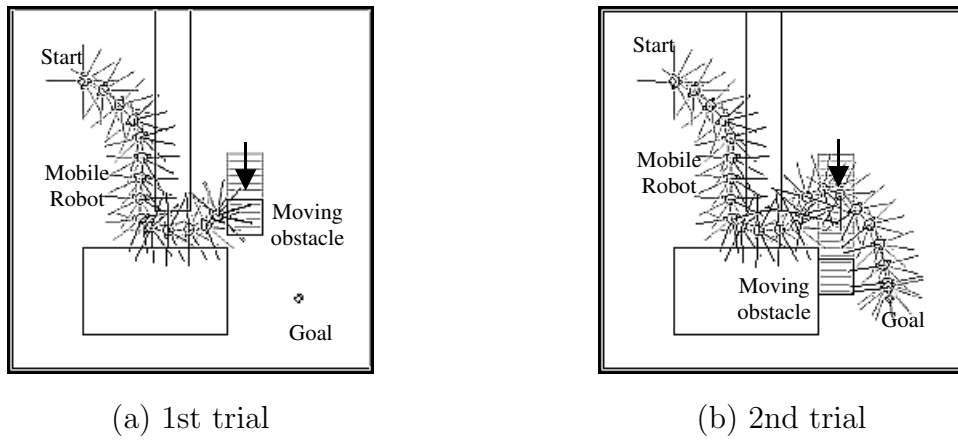 Start
Mobile
Robot
Moving
obstacle
Goal
(a) 1st trial
Start
Mobile
Robot
Moving
obstacle
Goal
(b) 2nd trial